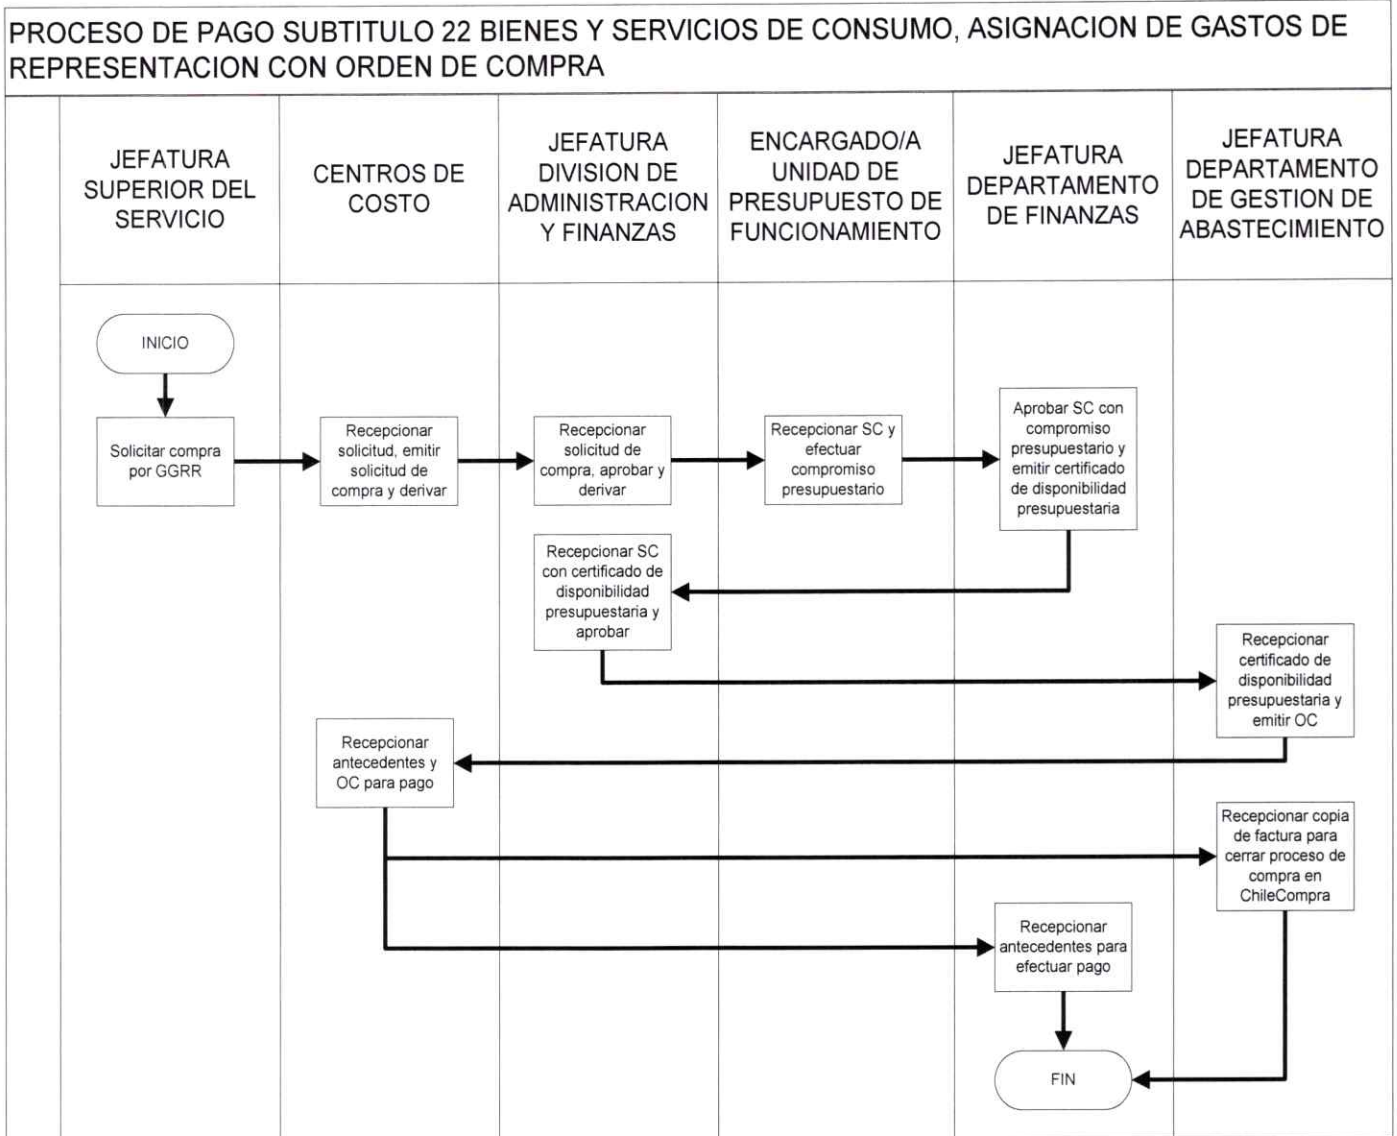 PROCESO DE PAGO SUBTITULO 22 BIENES Y SERVICIOS DE CONSUMO, ASIGNACION DE GASTOS DE
REPRESENTACION CON ORDEN DE COMPRA
JEFATURA
SUPERIOR DEL
SERVICIO
CENTROS DE
COSTO
JEFATURA
DIVISION DE
ADMINISTRACION
Y FINANZAS
ENCARGADO/A
UNIDAD DE
PRESUPUESTO DE
FUNCIONAMIENTO
JEFATURA
DEPARTAMENTO
DE FINANZAS
JEFATURA
DEPARTAMENTO
DE GESTION DE
ABASTECIMIENTO
INICIO
Solicitar compra
por GGRR
Recepcionar
solicitud, emitir
solicitud de
compra y derivar
Recepcionar
solicitud de
compra, aprobar y
derivar
Recepcionar SC y
efectuar
compromiso
presupuestario
Aprobar SC con
compromiso
presupuestario y
emitir certificado
de disponibilidad
presupuestaria
Recepcionar SC
con certificado de
disponibilidad
presupuestaria y
aprobar
Recepcionar
certificado de
disponibilidad
presupuestaria y
emitir OC
Recepcionar
antecedentes y
OC para pago
Recepcionar copia
de factura para
cerrar proceso de
compra en
ChileCompra
Recepcionar
antecedentes para
efectuar pago
FIN